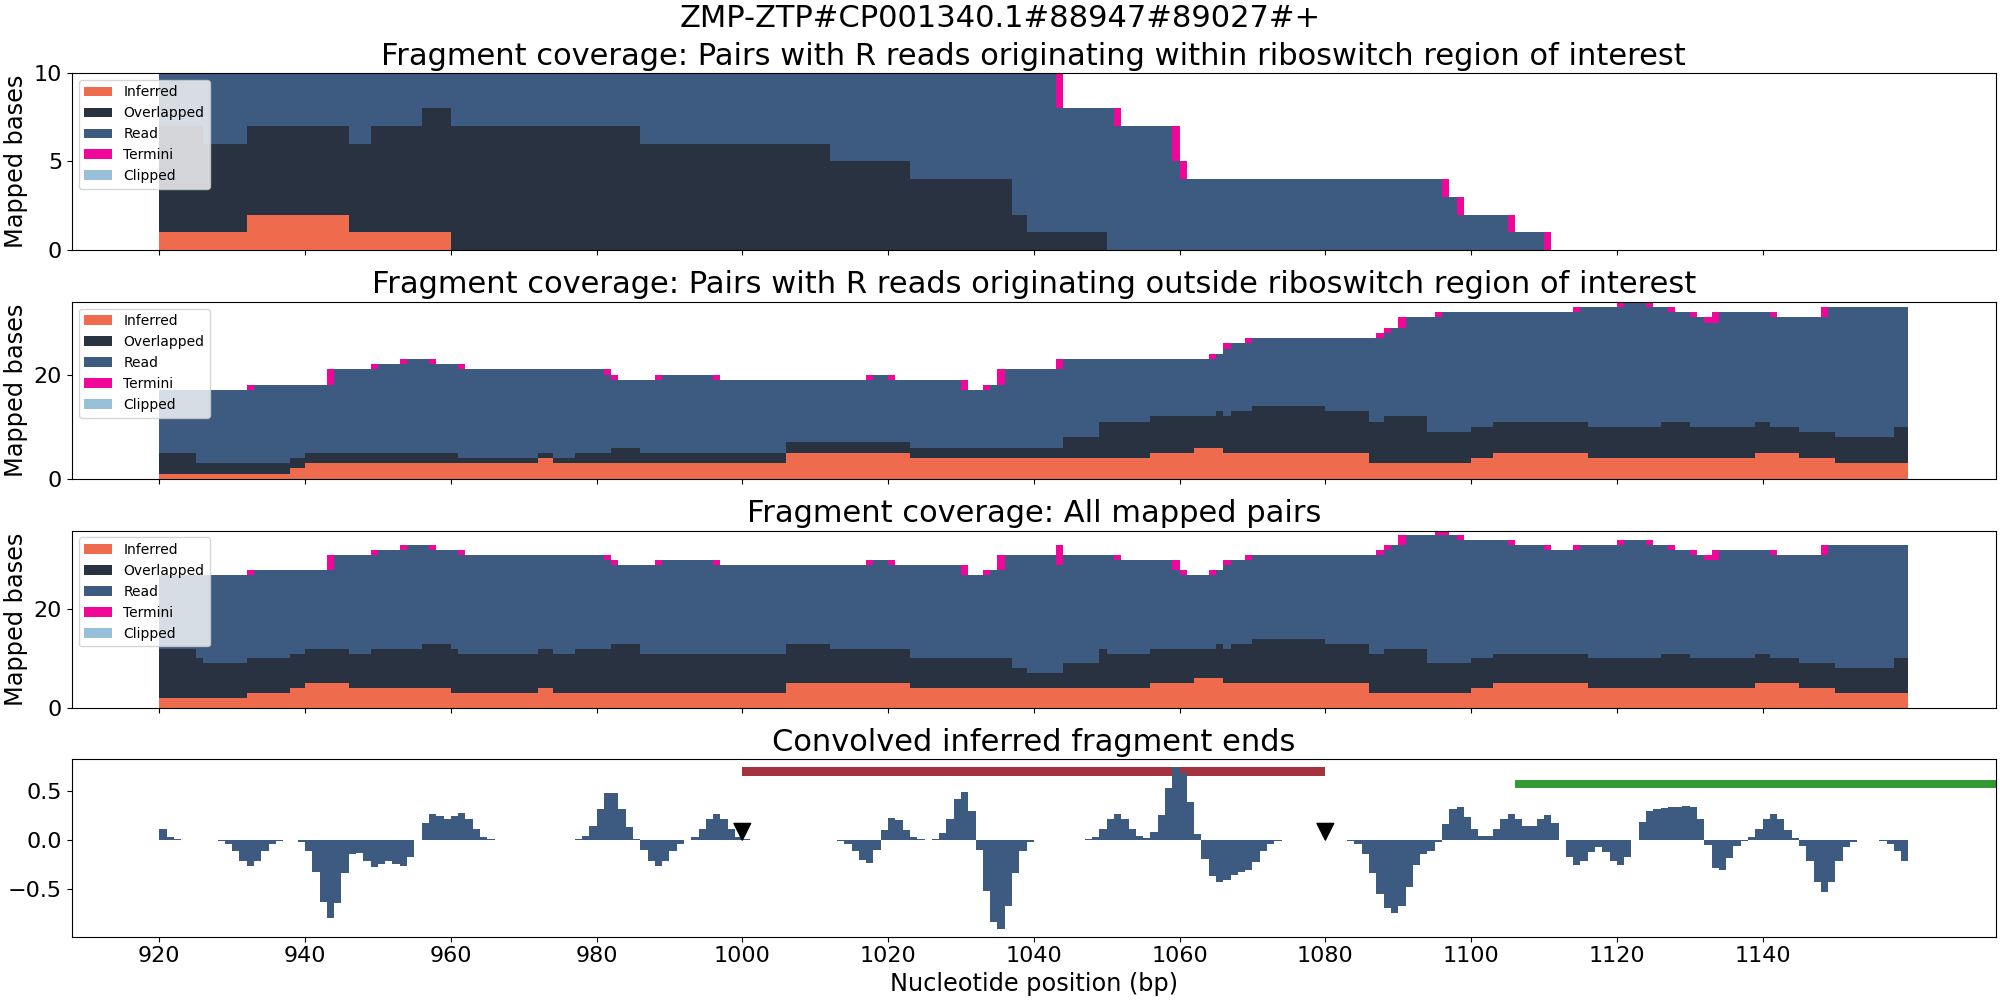 ZMP-ZTP#CP001340.1#88947#89027#+
Fragment coverage: Pairs with R reads originating within riboswitch region of interest
Mapped bases
10
5
0
Inferred
Overlapped
Read
Termini
Clipped
Fragment coverage: Pairs with R reads originating outside riboswitch region of interest
Mapped bases
20
0
Inferred
Overlapped
Read
Termini
Clipped
Fragment coverage: All mapped pairs
Mapped bases
20
0
Inferred
Overlapped
Read
Termini
Clipped
Convolved inferred fragment ends
0.5
0.0
−0.5
920 940 960 980 1000 1020 1040 1060 1080 1100 1120 1140
Nucleotide position (bp)